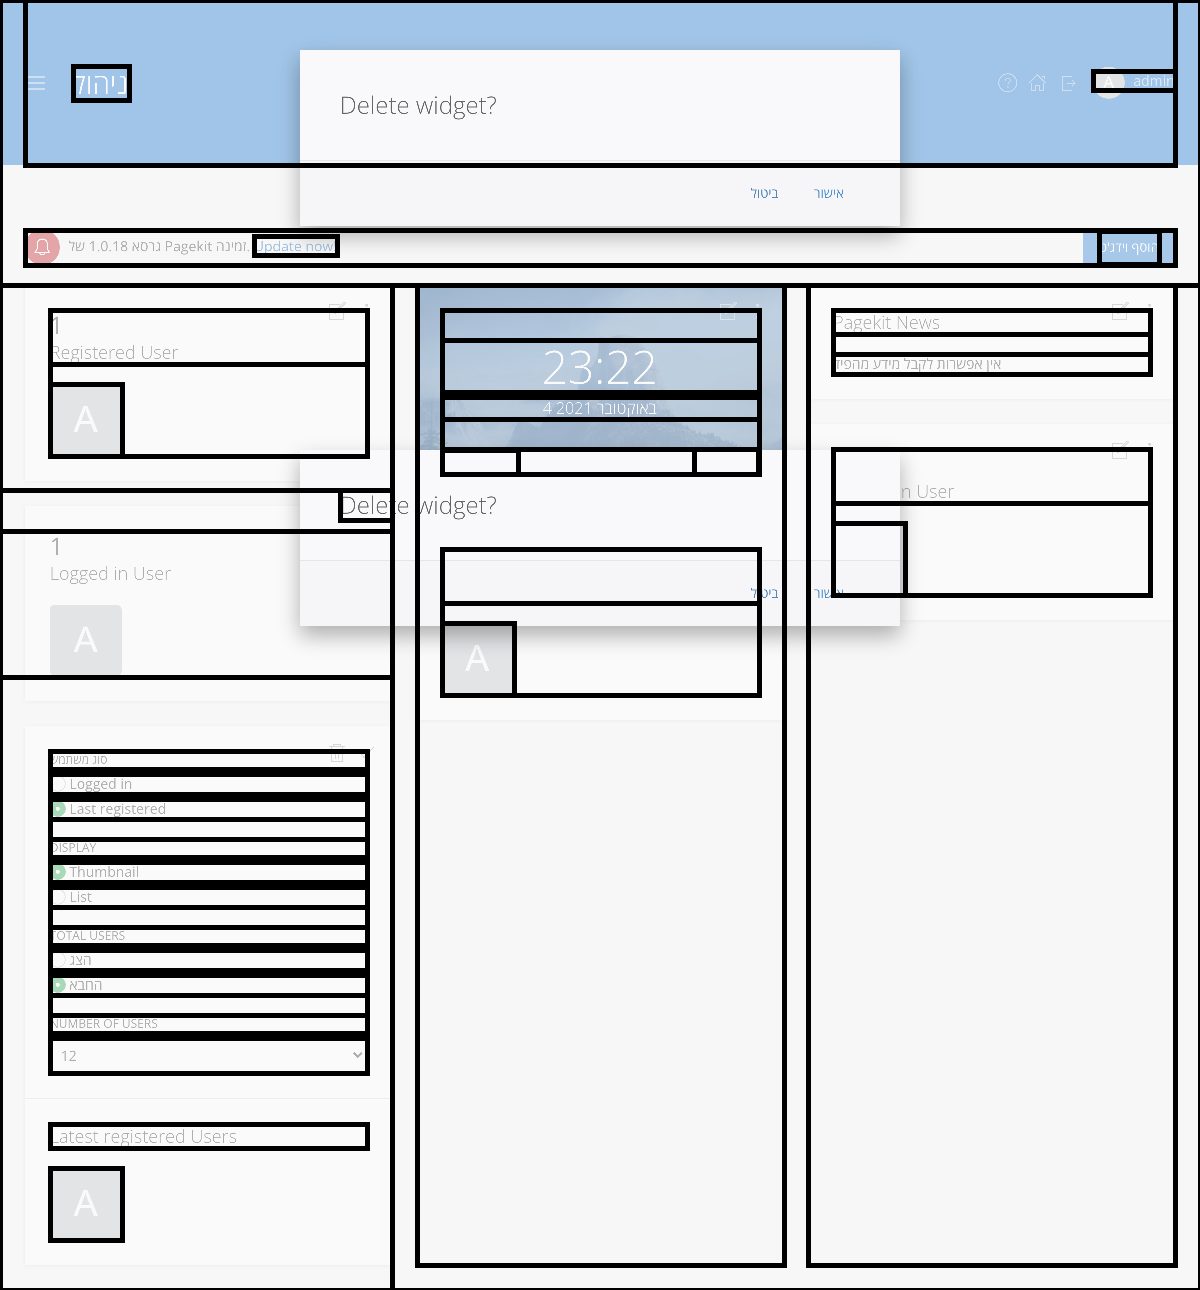 ניהול
admin
A
Delete widget?
ביטול
אישור
גרסא 1.0.18 של Pagekit זמינה. Update now
הוסף וידג'ט
1
Registered User
A
23:22
4 באוקטובר 2021
Pagekit News
אין אפשרות לקבל מידע מהפיד
Delete widget?
ביטול
אישור
n User
1
Logged in User
A
A
סוג משתמש
Logged in
Last registered
DISPLAY
Thumbnail
List
TOTAL USERS
הצג
החבא
NUMBER OF USERS
12
Latest registered Users
A